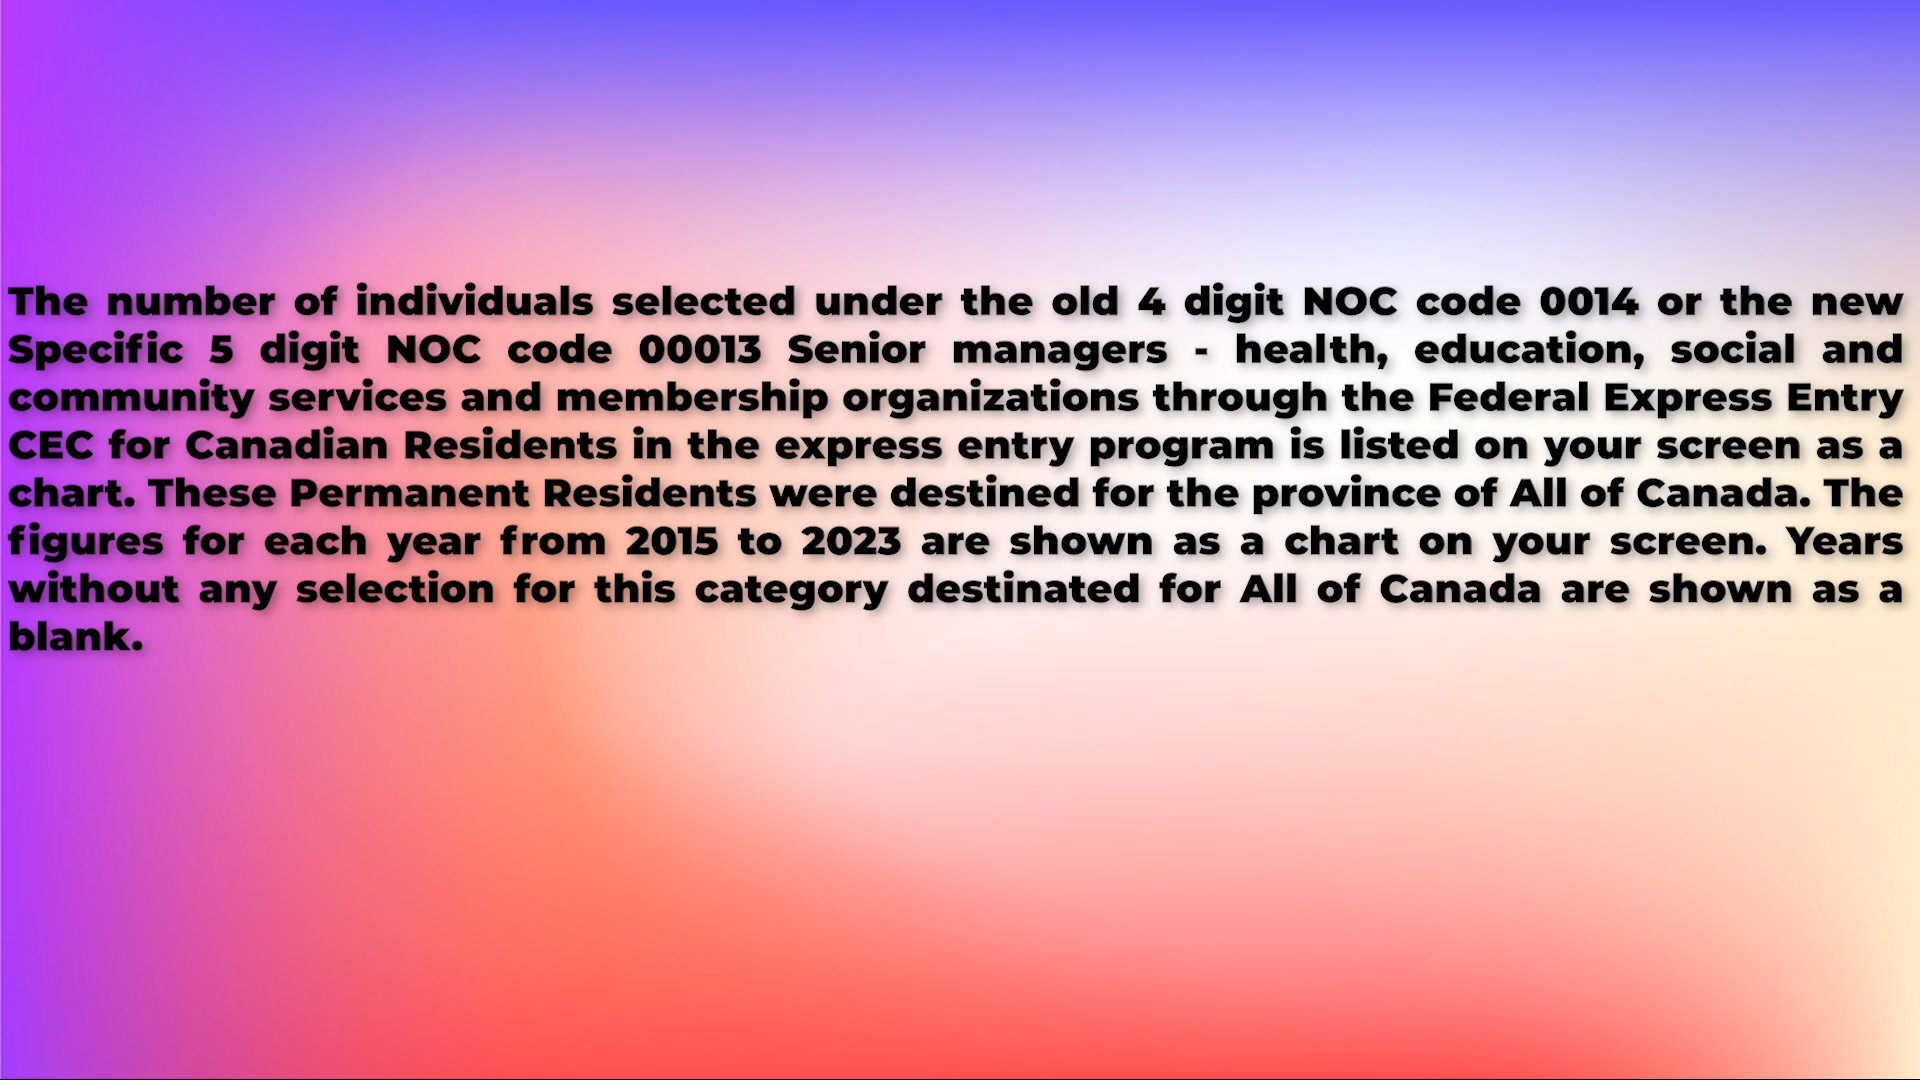 The number of individuals selected under the old 4 digit NOC code 0014 or the new
Specific 5 digit NOC code 00013 Senior managers - health, education, social and
community services and membership organizations through the Federal Express Entry
CEC for Canadian Residents in the express entry program is listed on your screen as a
chart. These Permanent Residents were destined for the province of All of Canada. The
figures for each year from 2015 to 2023 are shown as a chart on your screen. Years
without any selection for this category destinated for All of Canada are shown as a
blank.